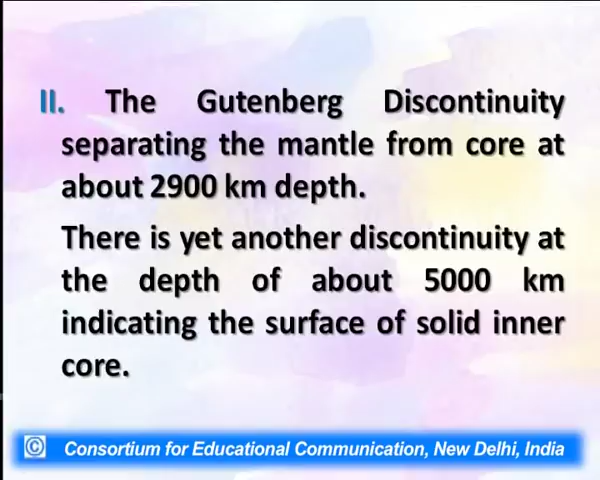 II. The Gutenberg Discontinuity
separating the mantle from core at
about 2900 km depth.
There is yet another discontinuity at
the depth of about 5000 km
indicating the surface of solid inner
core.
© Consortium for Educational Communication, New Delhi, India